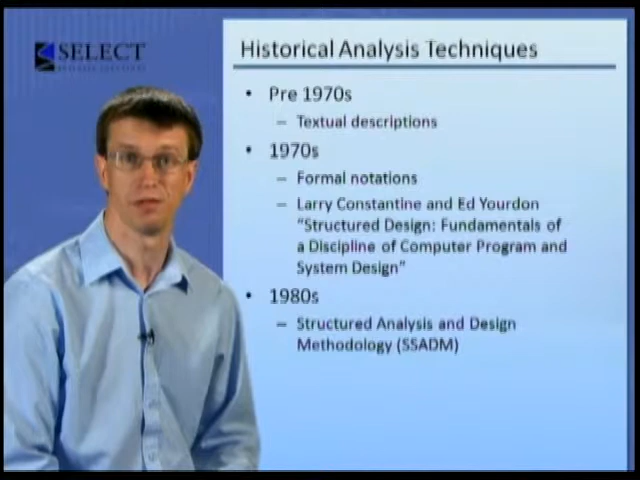 SELECT
Historical Analysis Techniques
• Pre 1970s
– Textual descriptions
• 1970s
– Formal notations
– Larry Constantine and Ed Yourdon
“Structured Design: Fundamentals of
a Discipline of Computer Program and
System Design”
• 1980s
– Structured Analysis and Design
Methodology (SSADM)